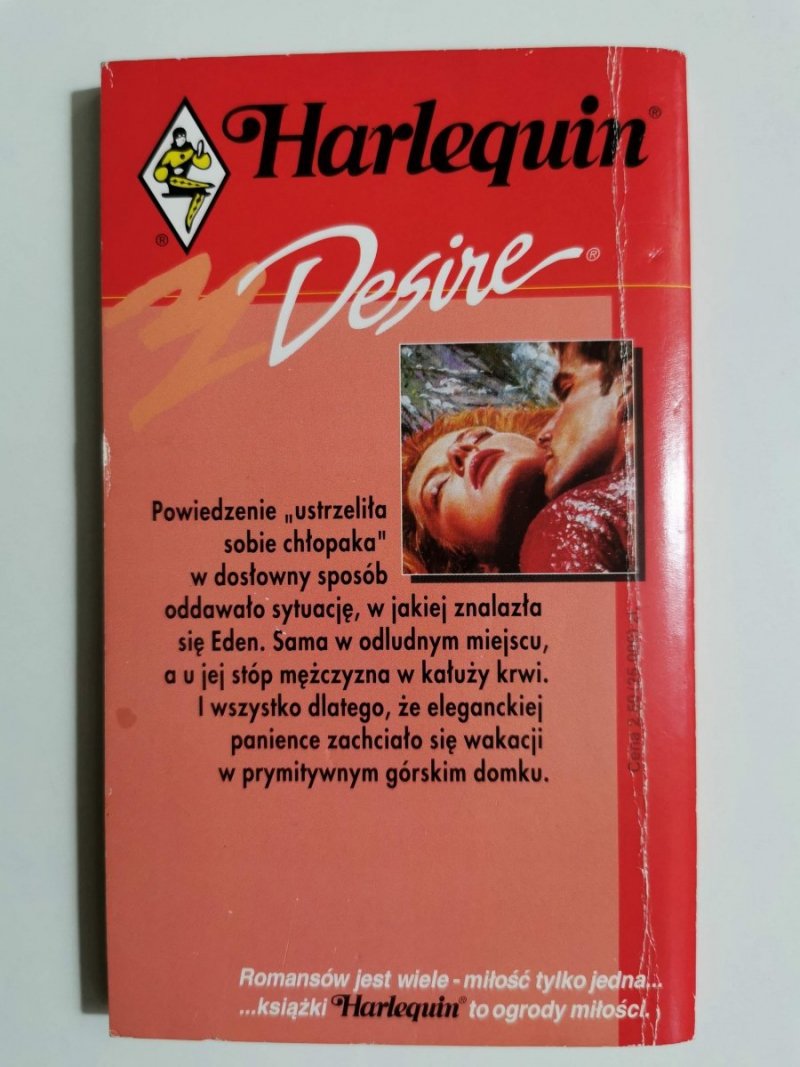 Harlequin®
®
Desire®
Powiedzenie „ustrzeliła
sobie chłopaka"
w dosłowny sposób
oddawało sytuację, w jakiej znalazła
się Eden. Sama w odludnym miejscu,
a u jej stóp mężczyzna w kałuży krwi.
I wszystko dlatego, że eleganckiej
panience zachciało się wakacji
w prymitywnym górskim domku.
Cena
Romansów jest wiele - miłość tylko jedna...
...książki Harlequin® to ogrody miłości.